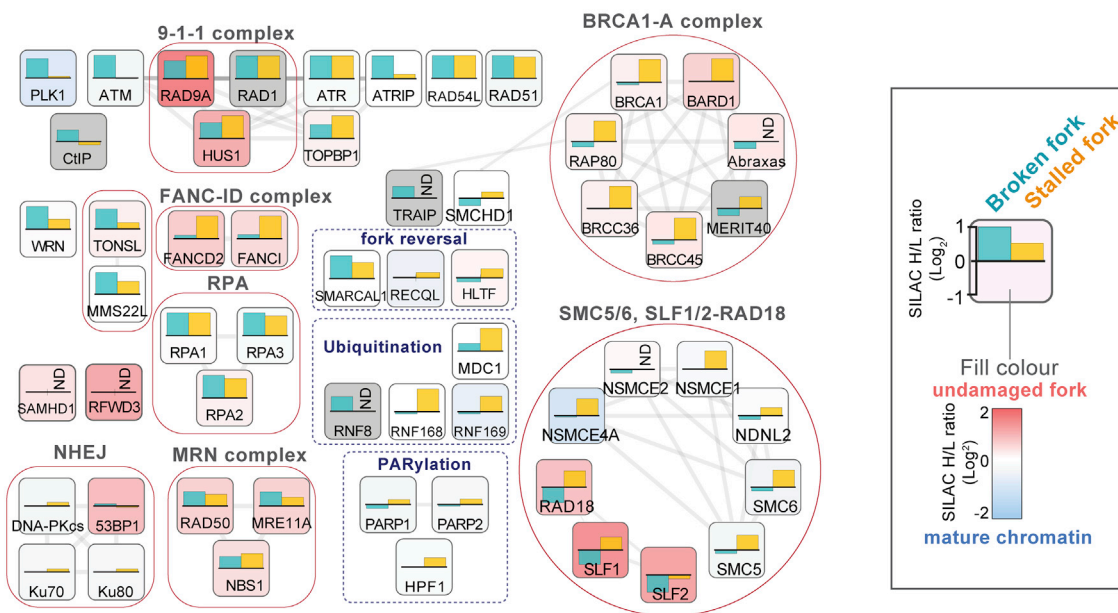 9-1-1 complex
BRCA1-A complex
PLK1
ATM
RAD9A
RAD1
ATR
ATRIP
RAD54L
RAD51
CtIP
HUS1
TOPBP1
BRCA1
BARD1
RAP80
ND
Abraxas
BRCC36
MERIT40
BRCC45
FANC-ID complex
WRN
TONSL
FANCD2
FANCI
MMS22L
ND
TRAIP
SMCHD1
fork reversal
SMARCAL1
RECQL
HLTF
RPA
RPA1
RPA3
RPA2
Ubiquitination
MDC1
ND
RNF8
RNF168
RNF169
ND
SAMHD1
ND
RFWD3
SMC5/6, SLF1/2-RAD18
ND
NSMCE2
NSMCE1
NSMCE4A
NDNL2
RAD18
SMC6
SLF1
SMC5
SLF2
NHEJ
DNA-PKcs
53BP1
Ku70
Ku80
MRN complex
RAD50
MRE11A
NBS1
PARylation
PARP1
PARP2
HPF1
Broken fork
Stalled fork
SILAC H/L ratio
(Log2)
1
0
-1
Fill colour
undamaged fork
SILAC H/L ratio
(Log2)
2
0
-2
mature chromatin